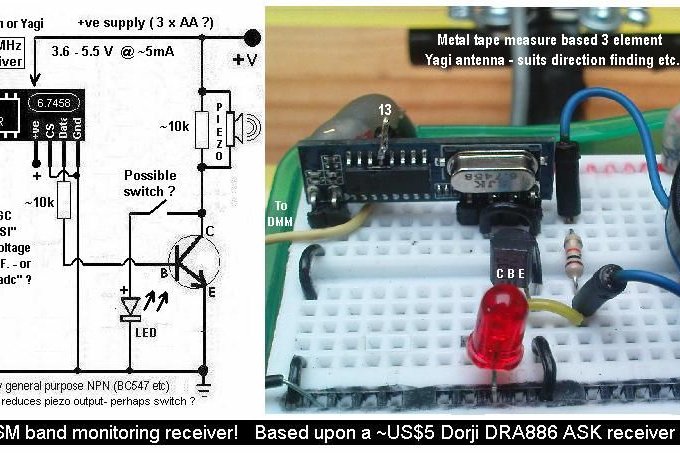 n or Yagi
+ve supply ( 3 x AA ?)
MHz
iver
3.6 - 5.5 V @ ~5mA
+V
6.7458
R
+ve
CS
Data
Gnd
+
~10k
PIEZO
Possible
switch ?
~10k
GC
SI"
oltage
F. - or
adc" ?
C
B
E
+
LED
y general purpose NPN (BC547 etc)
reduces piezo output- perhaps switch ?
Metal tape measure based 3 element
Yagi antenna - suits direction finding etc.
13
JK 6.7458
To
DMM
C B E
SM band monitoring receiver! Based upon a ~US$5 Dorji DRA886 ASK receiver